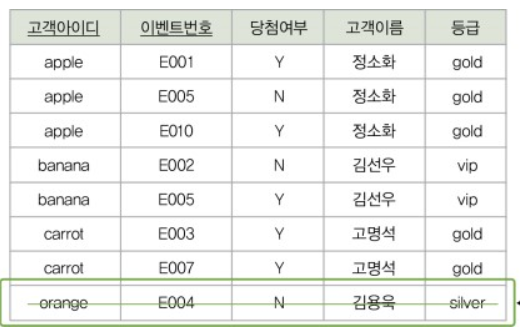 고객아이디 이벤트번호 당첨여부 고객이름 등급
apple E001 Y 정소화 gold
apple E005 N 정소화 gold
apple E010 Y 정소화 gold
banana E002 N 김선우 vip
banana E005 Y 김선우 vip
carrot E003 Y 고명석 gold
carrot E007 Y 고명석 gold
orange E004 N 김용욱 silver